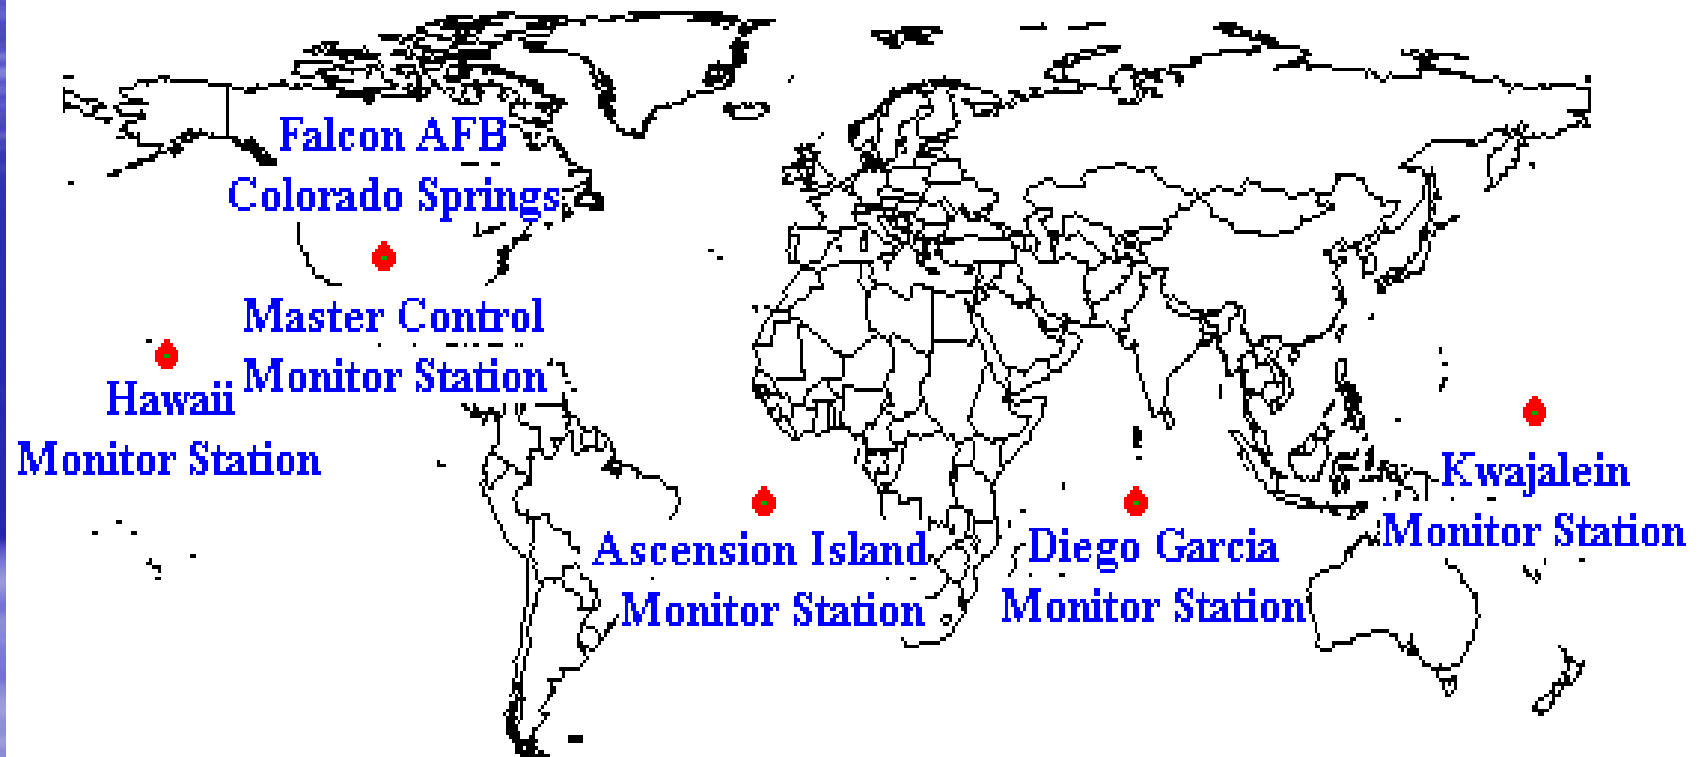 Falcon AFB
Colorado Springs
Master Control
Monitor Station
Hawaii
Monitor Station
Ascension Island
Monitor Station
Diego Garcia
Monitor Station
Kwajalein
Monitor Station